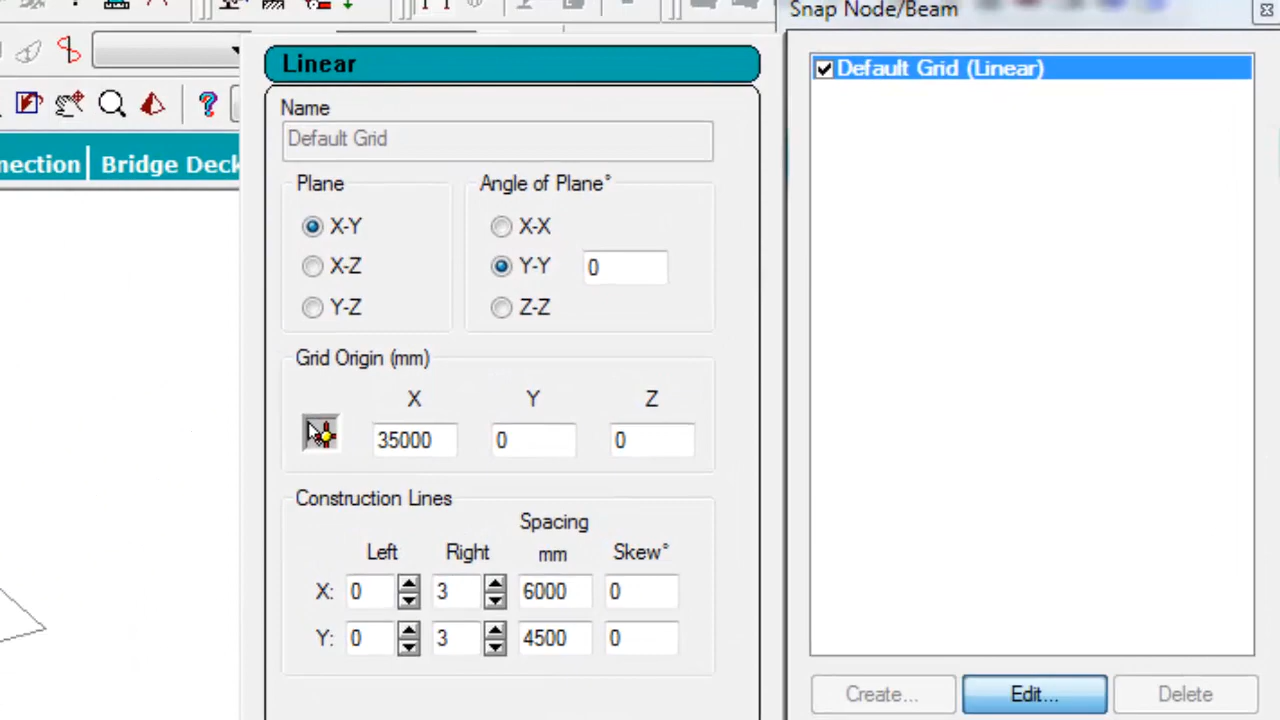 Snap Node/Beam
Linear
Name
Default Grid
Plane
Angle of Plane°
X-Y
X-X
X-Z
Y-Y
0
Y-Z
Z-Z
Grid Origin (mm)
X Y Z
35000 0 0
Construction Lines
Spacing
Left Right mm Skew°
X: 0 3 6000 0
Y: 0 3 4500 0
nection Bridge Deck
Default Grid (Linear)
Create... Edit... Delete